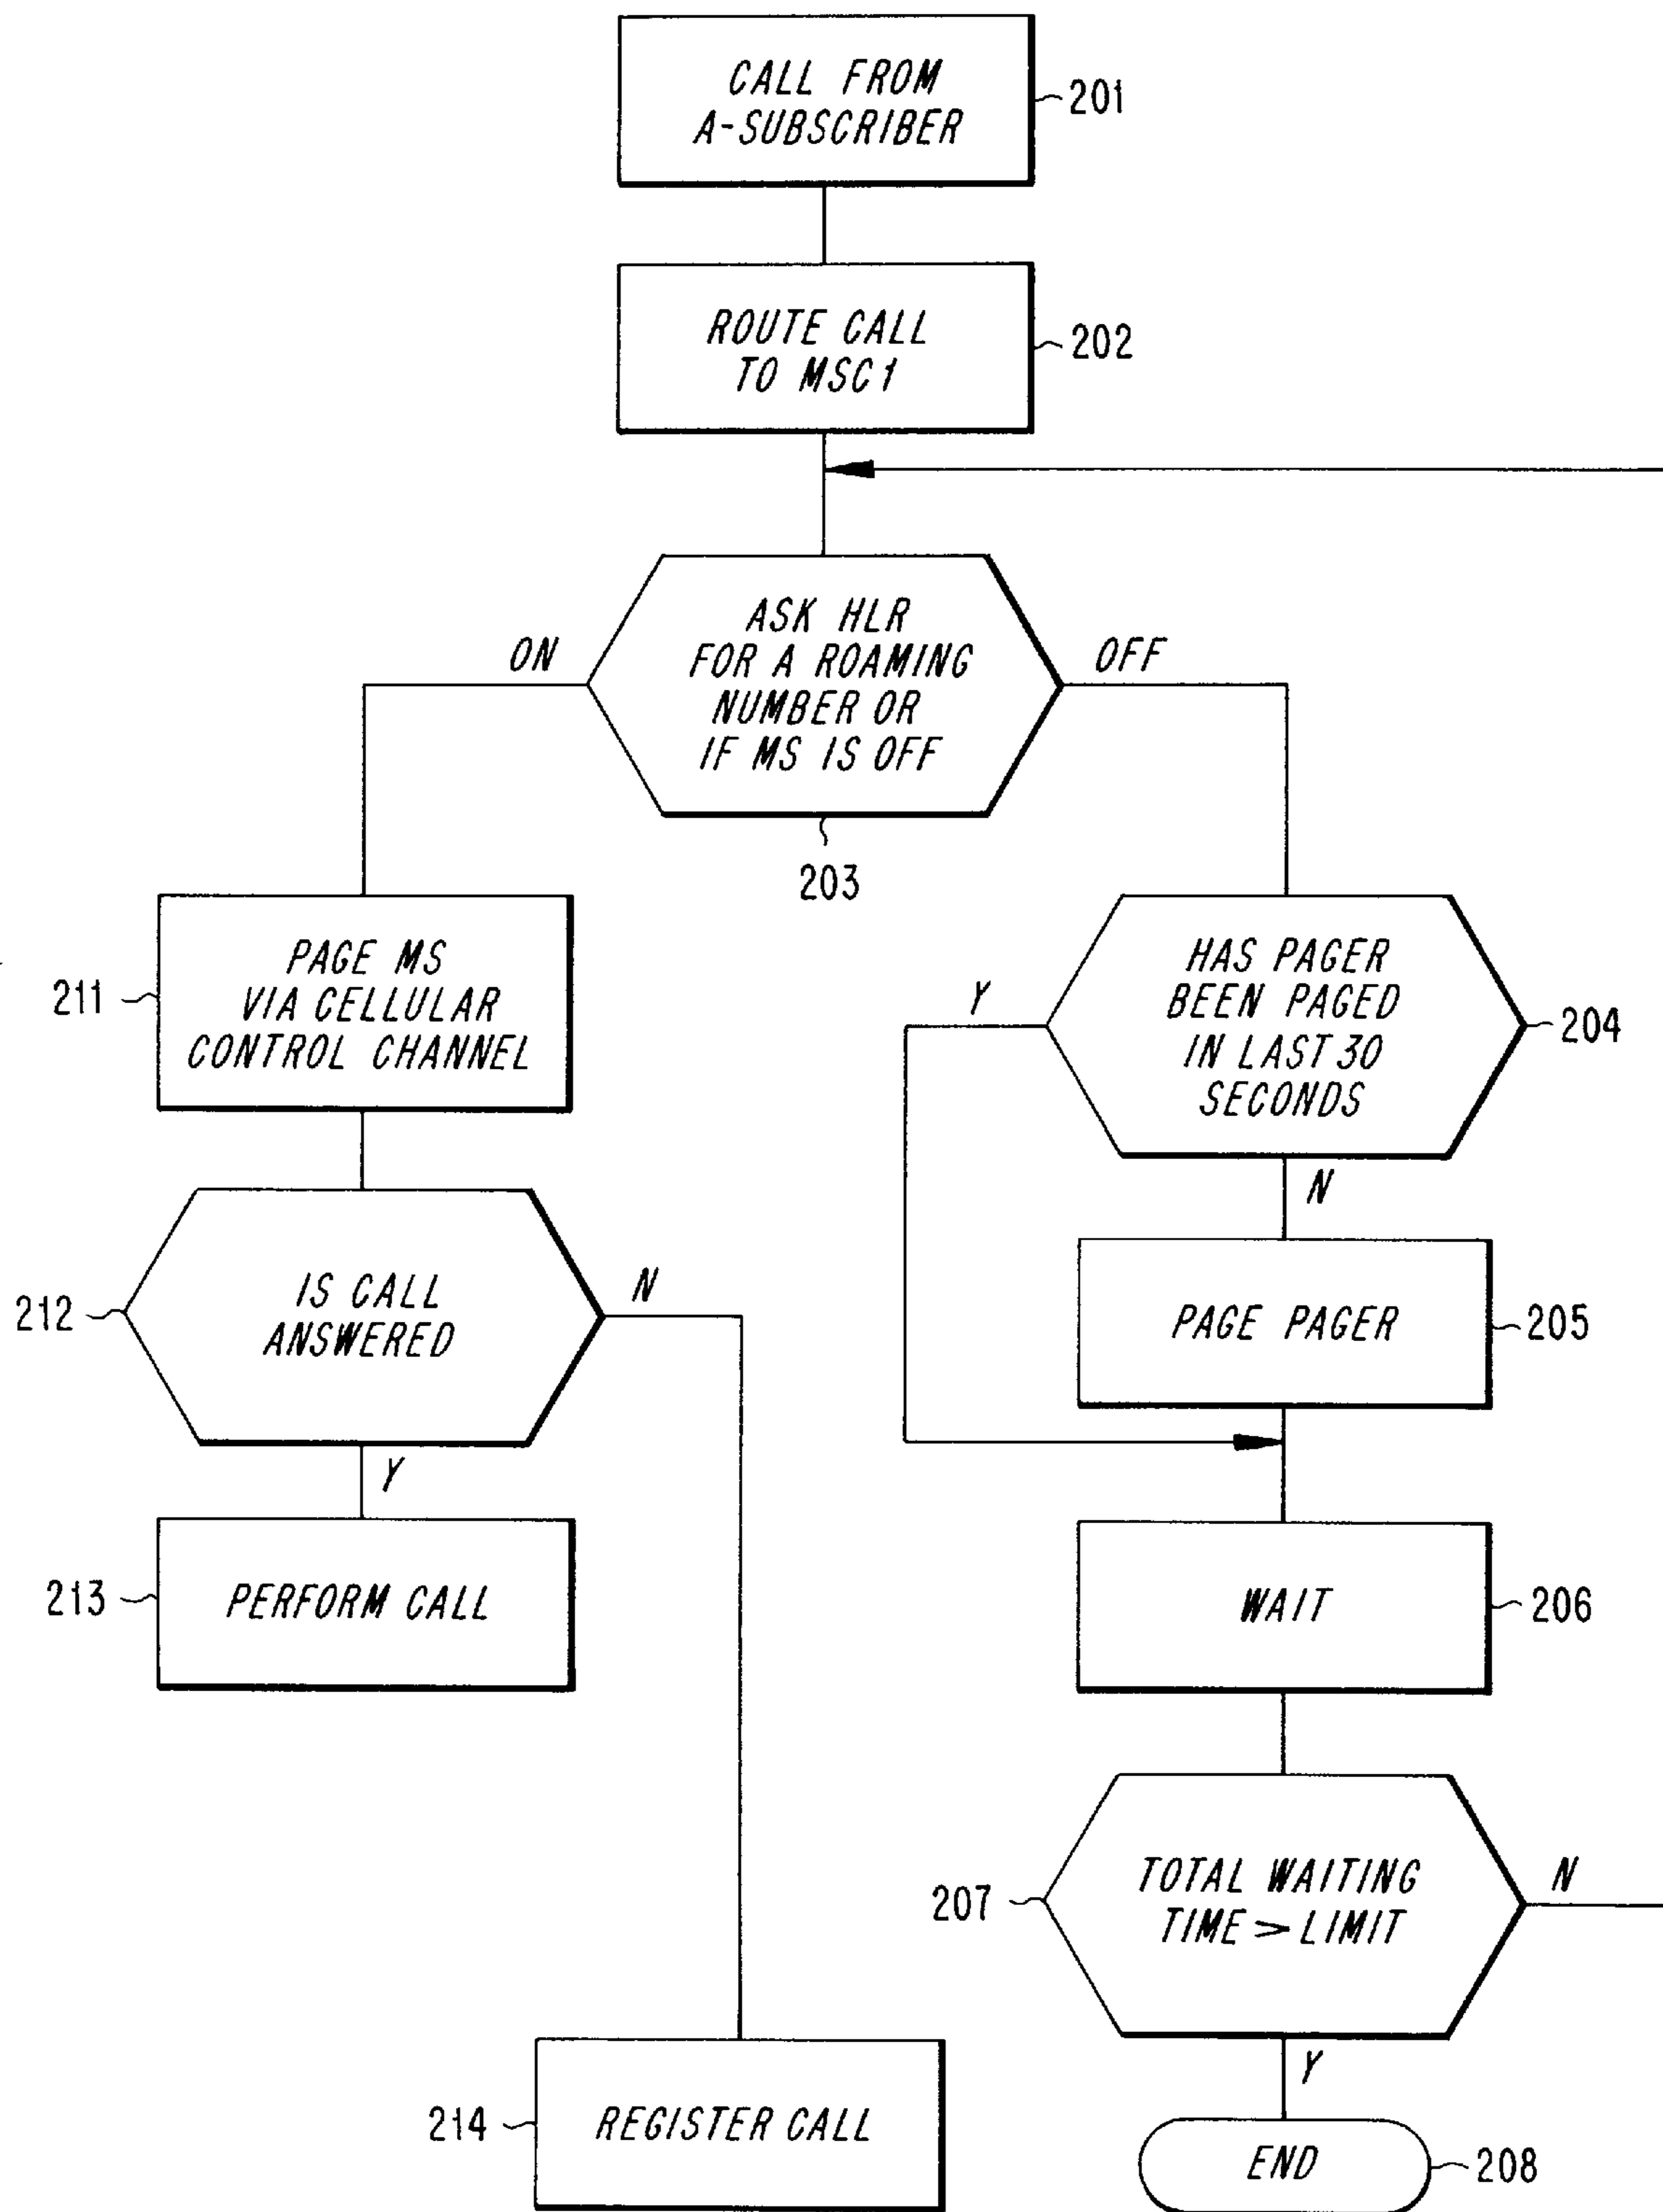 CALL FROM
A-SUBSCRIBER
201
ROUTE CALL
TO MSC1
202
ASK HLR
FOR A ROAMING
NUMBER OR
IF MS IS OFF
ON
OFF
203
PAGE MS
VIA CELLULAR
CONTROL CHANNEL
211
HAS PAGER
BEEN PAGED
IN LAST 30
SECONDS
Y
204
N
IS CALL
ANSWERED
212
N
Y
PAGE PAGER
205
PERFORM CALL
213
WAIT
206
TOTAL WAITING
TIME > LIMIT
207
N
Y
REGISTER CALL
214
END
208